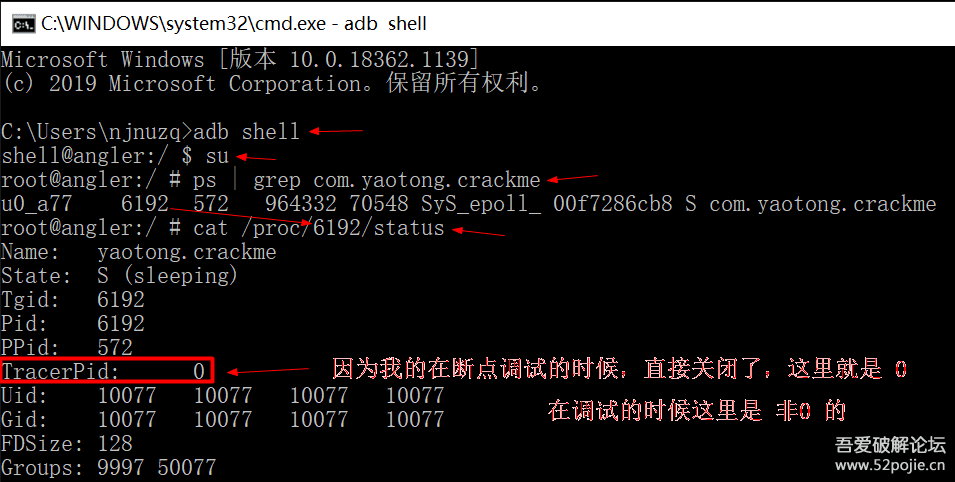 C:\WINDOWS\system32\cmd.exe - adb  shell
Microsoft Windows [版本 10.0.18362.1139]
(c) 2019 Microsoft Corporation。保留所有权利。
C:\Users\njnuzq>adb shell
shell@angler:/ $ su
root@angler:/ # ps | grep com.yaotong.crackme
u0_a77    6192  572   964332 70548 SyS_epoll_ 00f7286cb8 S com.yaotong.crackme
root@angler:/ # cat /proc/6192/status
Name:   yaotong.crackme
State:  S (sleeping)
Tgid:   6192
Pid:    6192
PPid:   572
TracerPid:      0
因为我的在断点调试的时候，直接关闭了，这里就是 0
Uid:    10077   10077   10077   10077
在调试的时候这里是 非0 的
Gid:    10077   10077   10077   10077
FDSize: 128
Groups: 9997 50077
吾爱破解论坛
www.52pojie.cn